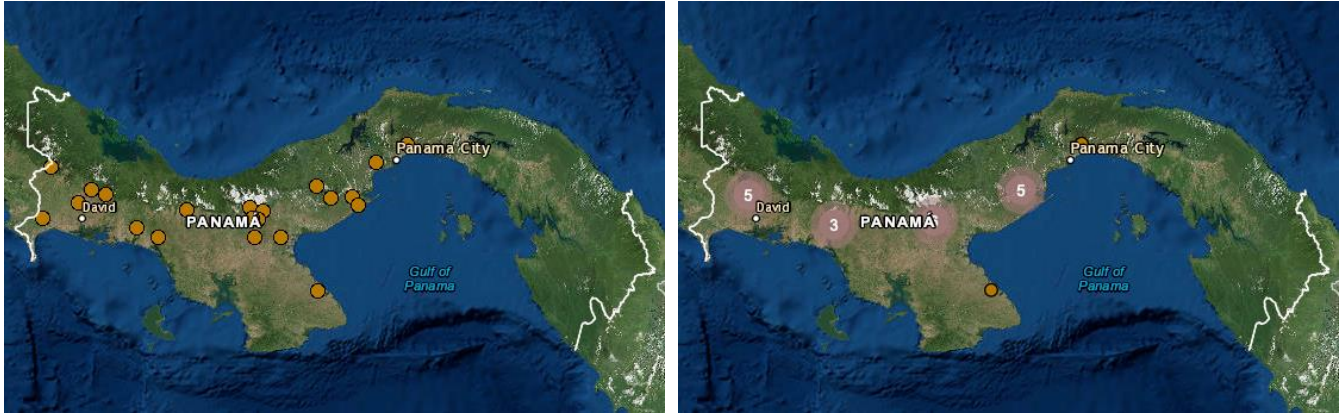 Panama City
David
PANAMÁ
Gulf of
Panama
5
5
Panama City
David
3
PANAMÁ
Gulf of
Panama